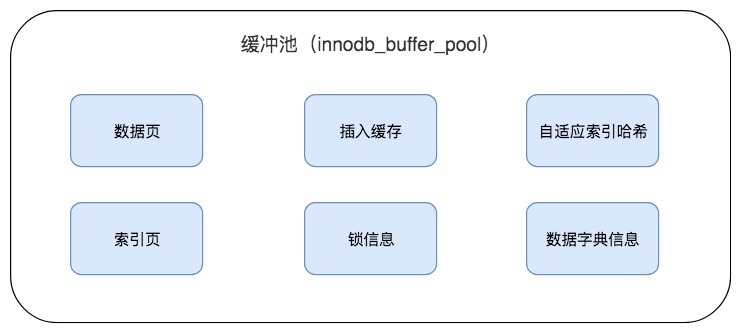 缓冲池（innodb_buffer_pool）
数据页
插入缓存
自适应索引哈希
索引页
锁信息
数据字典信息